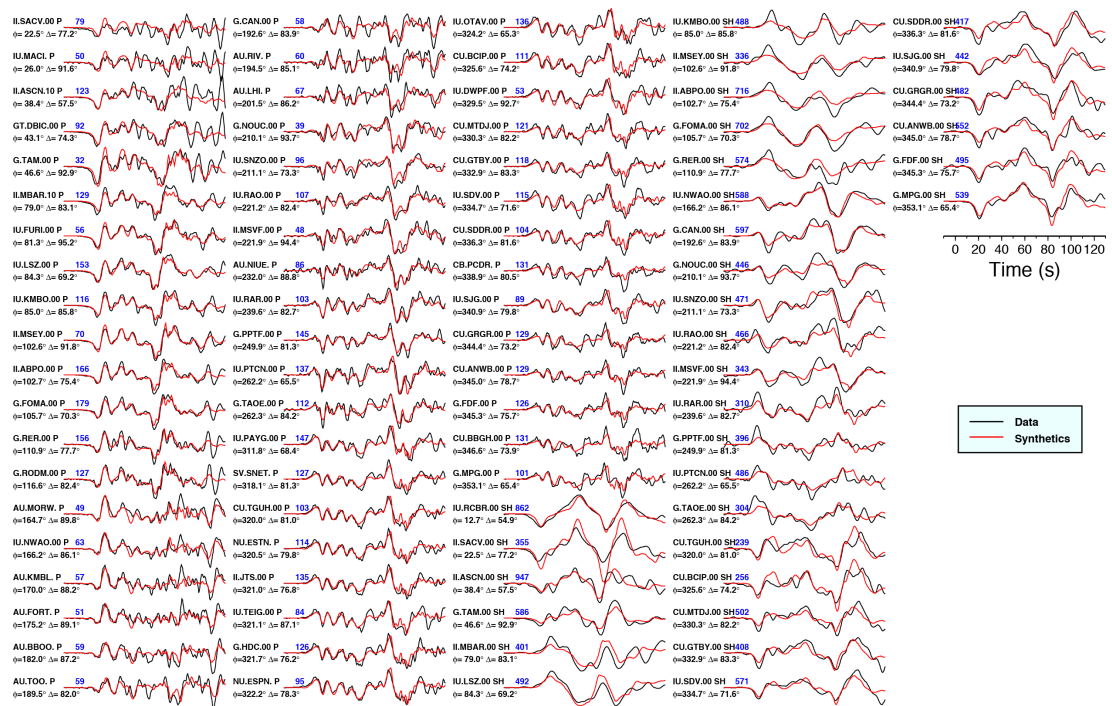 II.SACV.00 P 79
ϕ= 22.5° Δ= 77.2°
IU.MACI. P 50
ϕ= 26.0° Δ= 91.6°
II.ASCN.10 P 123
ϕ= 38.4° Δ= 57.5°
GT.DBIC.00 P 92
ϕ= 43.1° Δ= 74.3°
G.TAM.00 P 32
ϕ= 46.6° Δ= 92.9°
II.MBAR.10 P 129
ϕ= 79.0° Δ= 83.1°
IU.FURI.00 P 56
ϕ= 81.3° Δ= 95.2°
IU.LSZ.00 P 153
ϕ= 84.3° Δ= 69.2°
IU.KMBO.00 P 116
ϕ= 85.0° Δ= 85.8°
II.MSEY.00 P 70
ϕ=102.6° Δ= 91.8°
II.ABPO.00 P 166
ϕ=102.7° Δ= 75.4°
G.FOMA.00 P 179
ϕ=105.7° Δ= 70.3°
G.RER.00 P 156
ϕ=110.9° Δ= 77.7°
G.RODM.00 P 127
ϕ=116.6° Δ= 82.4°
AU.MORW. P 49
ϕ=164.7° Δ= 89.8°
IU.NWAO.00 P 63
ϕ=166.2° Δ= 86.1°
AU.KMBL. P 57
ϕ=170.0° Δ= 88.2°
AU.FORT. P 51
ϕ=175.2° Δ= 89.1°
AU.BBOO. P 59
ϕ=182.0° Δ= 87.2°
AU.TOO. P 59
ϕ=189.5° Δ= 82.0°
G.CAN.00 P 58
ϕ=192.6° Δ= 83.9°
AU.RIV. P 60
ϕ=194.5° Δ= 85.1°
AU.LHI. P 67
ϕ=201.5° Δ= 86.2°
G.NOUC.00 P 39
ϕ=210.1° Δ= 93.7°
IU.SNZO.00 P 96
ϕ=211.1° Δ= 73.3°
IU.RAO.00 P 107
ϕ=221.2° Δ= 82.4°
II.MSVF.00 P 48
ϕ=221.9° Δ= 94.4°
AU.NIUE. P 86
ϕ=232.0° Δ= 88.8°
IU.RAR.00 P 103
ϕ=239.6° Δ= 82.7°
G.PPTF.00 P 145
ϕ=249.9° Δ= 81.3°
IU.PTCN.00 P 137
ϕ=262.2° Δ= 65.5°
G.TAOE.00 P 112
ϕ=262.3° Δ= 84.2°
IU.PAYG.00 P 147
ϕ=311.8° Δ= 68.4°
SV.SNET. P 127
ϕ=318.1° Δ= 81.3°
CU.TGUH.00 P 103
ϕ=320.0° Δ= 81.0°
NU.ESTN. P 114
ϕ=320.5° Δ= 79.8°
II.JTS.00 P 135
ϕ=321.0° Δ= 76.8°
IU.TEIG.00 P 84
ϕ=321.1° Δ= 87.1°
G.HDC.00 P 126
ϕ=321.7° Δ= 76.2°
NU.ESPN. P 95
ϕ=322.2° Δ= 78.3°
IU.OTAV.00 P 136
ϕ=324.2° Δ= 65.3°
CU.BCIP.00 P 111
ϕ=325.6° Δ= 74.2°
IU.DWPF.00 P 53
ϕ=329.5° Δ= 92.7°
CU.MTDJ.00 P 121
ϕ=330.3° Δ= 82.2°
CU.GTBY.00 P 118
ϕ=332.9° Δ= 83.3°
IU.SDV.00 P 115
ϕ=334.7° Δ= 71.6°
CU.SDDR.00 P 104
ϕ=336.3° Δ= 81.6°
CB.PCDR. P 131
ϕ=338.9° Δ= 80.5°
IU.SJG.00 P 89
ϕ=340.9° Δ= 79.8°
CU.GRGR.00 P 129
ϕ=344.4° Δ= 73.2°
CU.ANWB.00 P 129
ϕ=345.0° Δ= 78.7°
G.FDF.00 P 126
ϕ=345.3° Δ= 75.7°
CU.BBGH.00 P 131
ϕ=346.6° Δ= 73.9°
G.MPG.00 P 101
ϕ=353.1° Δ= 65.4°
IU.RCBR.00 SH 862
ϕ= 12.7° Δ= 54.9°
II.SACV.00 SH 355
ϕ= 22.5° Δ= 77.2°
II.ASCN.00 SH 947
ϕ= 38.4° Δ= 57.5°
G.TAM.00 SH 586
ϕ= 46.6° Δ= 92.9°
II.MBAR.00 SH 401
ϕ= 79.0° Δ= 83.1°
IU.LSZ.00 SH 492
ϕ= 84.3° Δ= 69.2°
IU.KMBO.00 SH 488
ϕ= 85.0° Δ= 85.8°
II.MSEY.00 SH 336
ϕ=102.6° Δ= 91.8°
II.ABPO.00 SH 716
ϕ=102.7° Δ= 75.4°
G.FOMA.00 SH 702
ϕ=105.7° Δ= 70.3°
G.RER.00 SH 574
ϕ=110.9° Δ= 77.7°
IU.NWAO.00 SH 588
ϕ=166.2° Δ= 86.1°
G.CAN.00 SH 597
ϕ=192.6° Δ= 83.9°
G.NOUC.00 SH 446
ϕ=210.1° Δ= 93.7°
IU.SNZO.00 SH 471
ϕ=211.1° Δ= 73.3°
IU.RAO.00 SH 466
ϕ=221.2° Δ= 82.4°
II.MSVF.00 SH 343
ϕ=221.9° Δ= 94.4°
IU.RAR.00 SH 310
ϕ=239.6° Δ= 82.7°
G.PPTF.00 SH 396
ϕ=249.9° Δ= 81.3°
IU.PTCN.00 SH 486
ϕ=262.2° Δ= 65.5°
G.TAOE.00 SH 304
ϕ=262.3° Δ= 84.2°
CU.TGUH.00 SH 239
ϕ=320.0° Δ= 81.0°
CU.BCIP.00 SH 256
ϕ=325.6° Δ= 74.2°
CU.MTDJ.00 SH 502
ϕ=330.3° Δ= 82.2°
CU.GTBY.00 SH 408
ϕ=332.9° Δ= 83.3°
IU.SDV.00 SH 571
ϕ=334.7° Δ= 71.6°
CU.SDDR.00 SH 417
ϕ=336.3° Δ= 81.6°
IU.SJG.00 SH 442
ϕ=340.9° Δ= 79.8°
CU.GRGR.00 SH 482
ϕ=344.4° Δ= 73.2°
CU.ANWB.00 SH 552
ϕ=345.0° Δ= 78.7°
G.FDF.00 SH 495
ϕ=345.3° Δ= 75.7°
G.MPG.00 SH 539
ϕ=353.1° Δ= 65.4°
0 20 40 60 80 100 120
Time (s)
Data
Synthetics